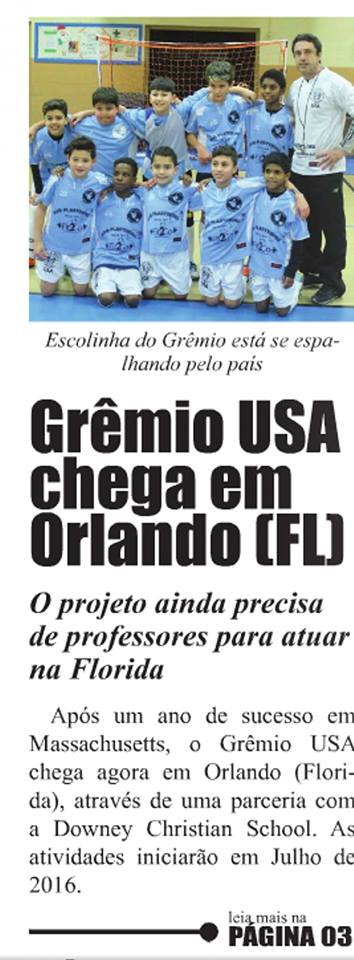 Escolinha do Grêmio está se espa-
lhando pelo país
Grêmio USA
chega em
Orlando (FL)
O projeto ainda precisa
de professores para atuar
na Florida
Após um ano de sucesso em
Massachusetts, o Grêmio USA
chega agora em Orlando (Flori-
da), através de uma parceria com
a Downey Christian School. As
atividades iniciarão em Julho de
2016.
leia mais na
PÁGINA 03